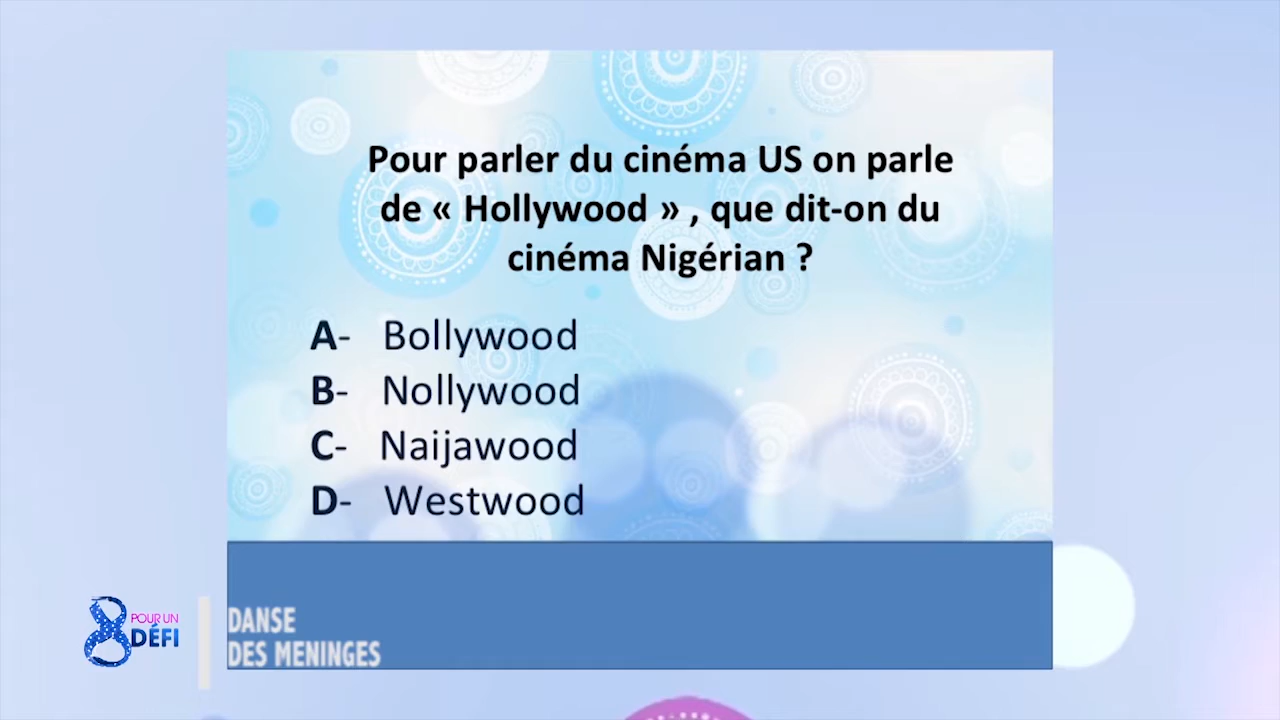 Pour parler du cinéma US on parle
de « Hollywood » , que dit-on du
cinéma Nigérian ?
A- Bollywood
B- Nollywood
C- Naijawood
D- Westwood
8 POUR UN
DÉFI
DANSE
DES MENINGES